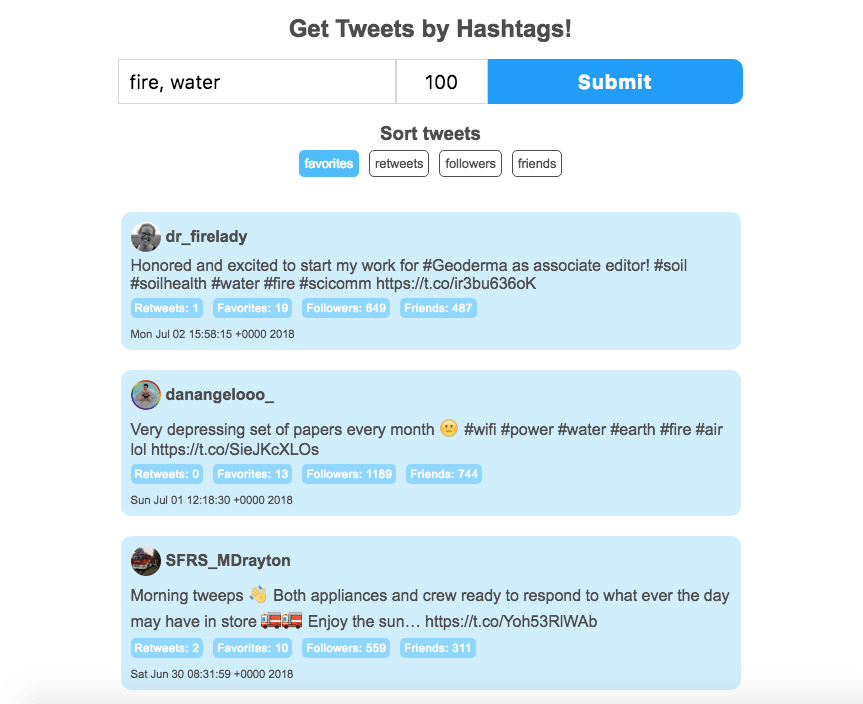 Get Tweets by Hashtags!
fire, water 100 Submit
Sort tweets
favorites retweets followers friends
dr_firelady
Honored and excited to start my work for #Geoderma as associate editor! #soil
#soilhealth #water #fire #scicomm https://t.co/ir3bu636oK
Retweets: 1 Favorites: 19 Followers: 649 Friends: 487
Mon Jul 02 15:58:15 +0000 2018
danangelooo_
Very depressing set of papers every month 🙁 #wifi #power #water #earth #fire #air
lol https://t.co/SieJKcXLOs
Retweets: 0 Favorites: 13 Followers: 1189 Friends: 744
Sun Jul 01 12:18:30 +0000 2018
SFRS_MDrayton
Morning tweeps 👋 Both appliances and crew ready to respond to what ever the day
may have in store 🚒🚒 Enjoy the sun… https://t.co/Yoh53RlWAb
Retweets: 2 Favorites: 10 Followers: 559 Friends: 311
Sat Jun 30 08:31:59 +0000 2018